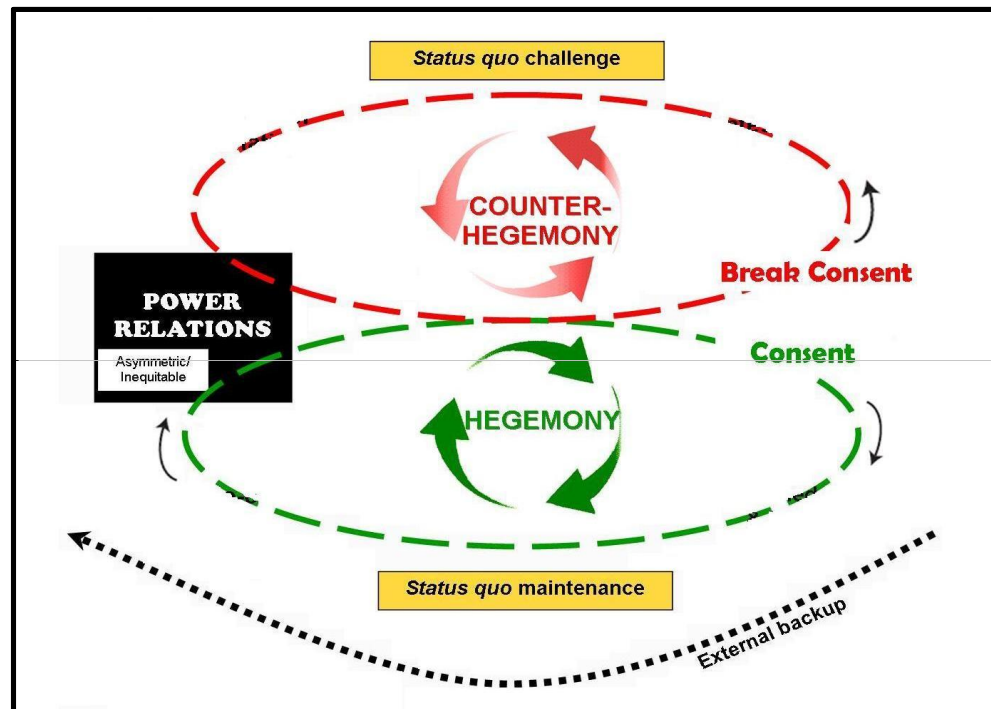 Status quo challenge
COUNTER-
HEGEMONY
Break Consent
POWER
RELATIONS
Asymmetric/
Inequitable
Consent
HEGEMONY
Status quo maintenance
External backup